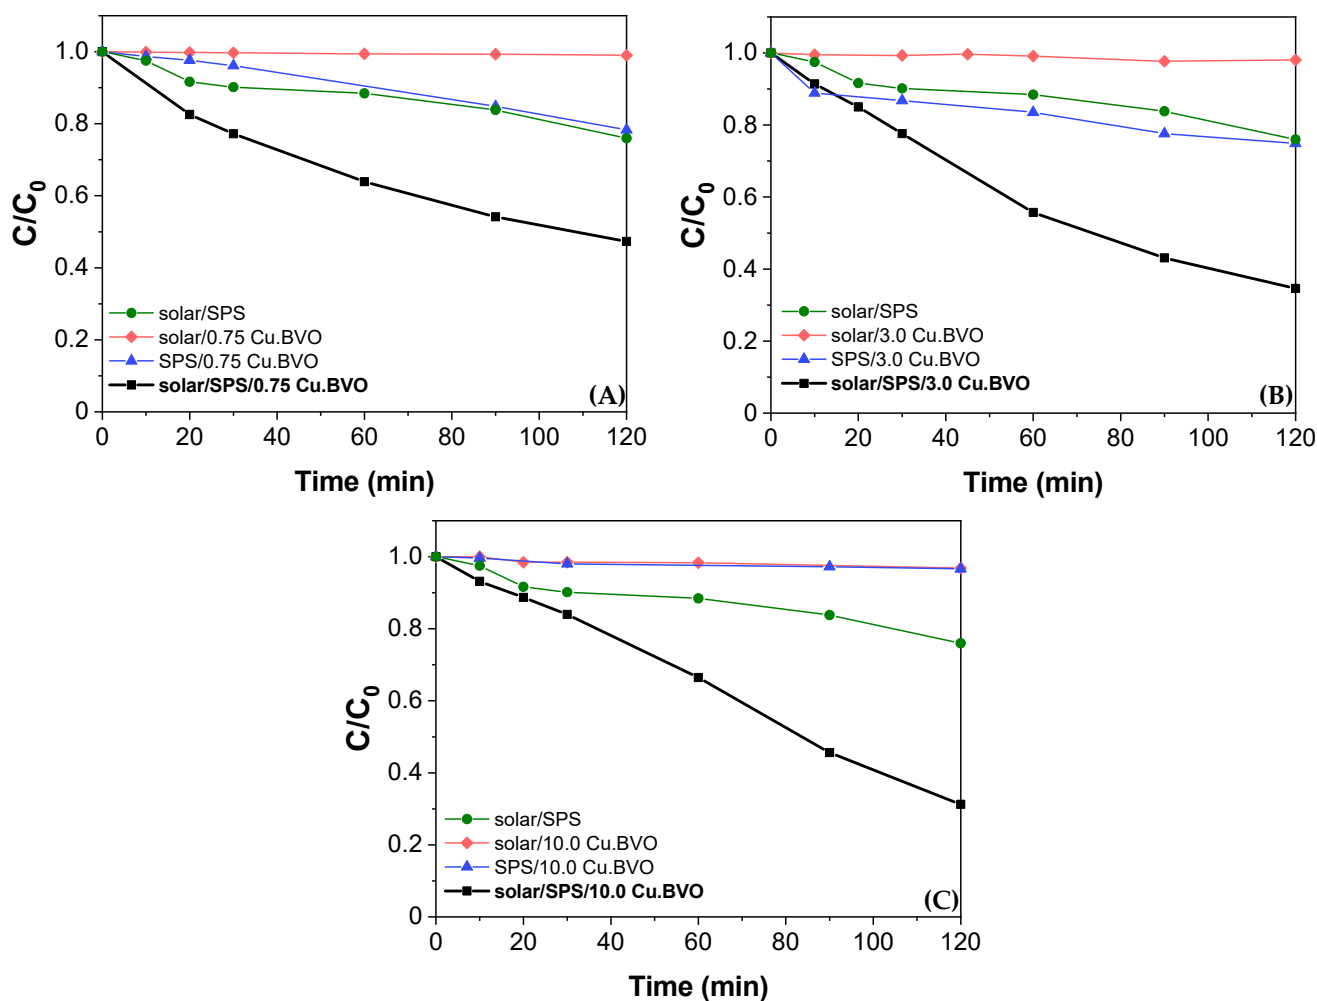 C/C0
1.0
0.8
0.6
0.4
0.2
0
solar/SPS
solar/0.75 Cu.BVO
SPS/0.75 Cu.BVO
solar/SPS/0.75 Cu.BVO
(A)
0 20 40 60 80 100 120
Time (min)
C/C0
1.0
0.8
0.6
0.4
0.2
0
solar/SPS
solar/3.0 Cu.BVO
SPS/3.0 Cu.BVO
solar/SPS/3.0 Cu.BVO
(B)
0 20 40 60 80 100 120
Time (min)
C/C0
1.0
0.8
0.6
0.4
0.2
0
solar/SPS
solar/10.0 Cu.BVO
SPS/10.0 Cu.BVO
solar/SPS/10.0 Cu.BVO
(C)
0 20 40 60 80 100 120
Time (min)